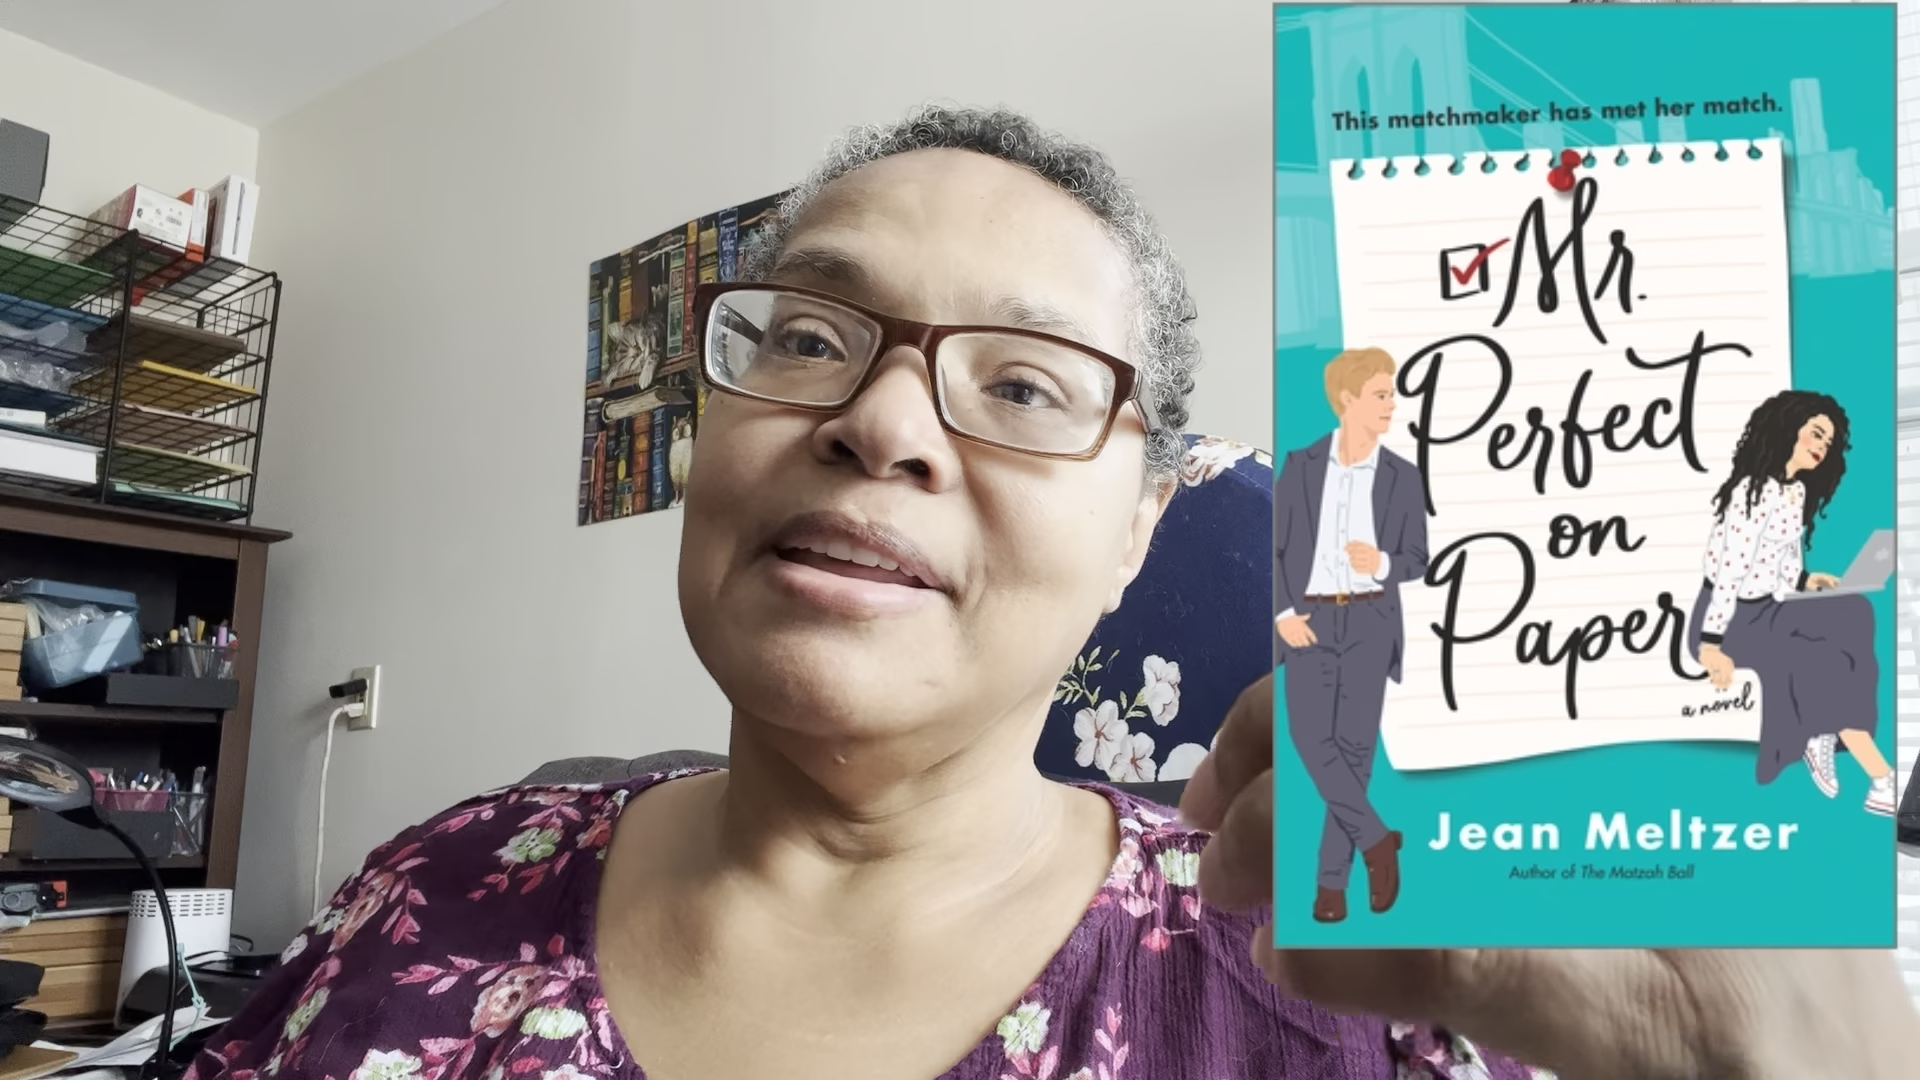 This matchmaker has met her match.
Mr.
Perfect
on
Paper
a novel
Jean Meltzer
Author of The Matzah Ball